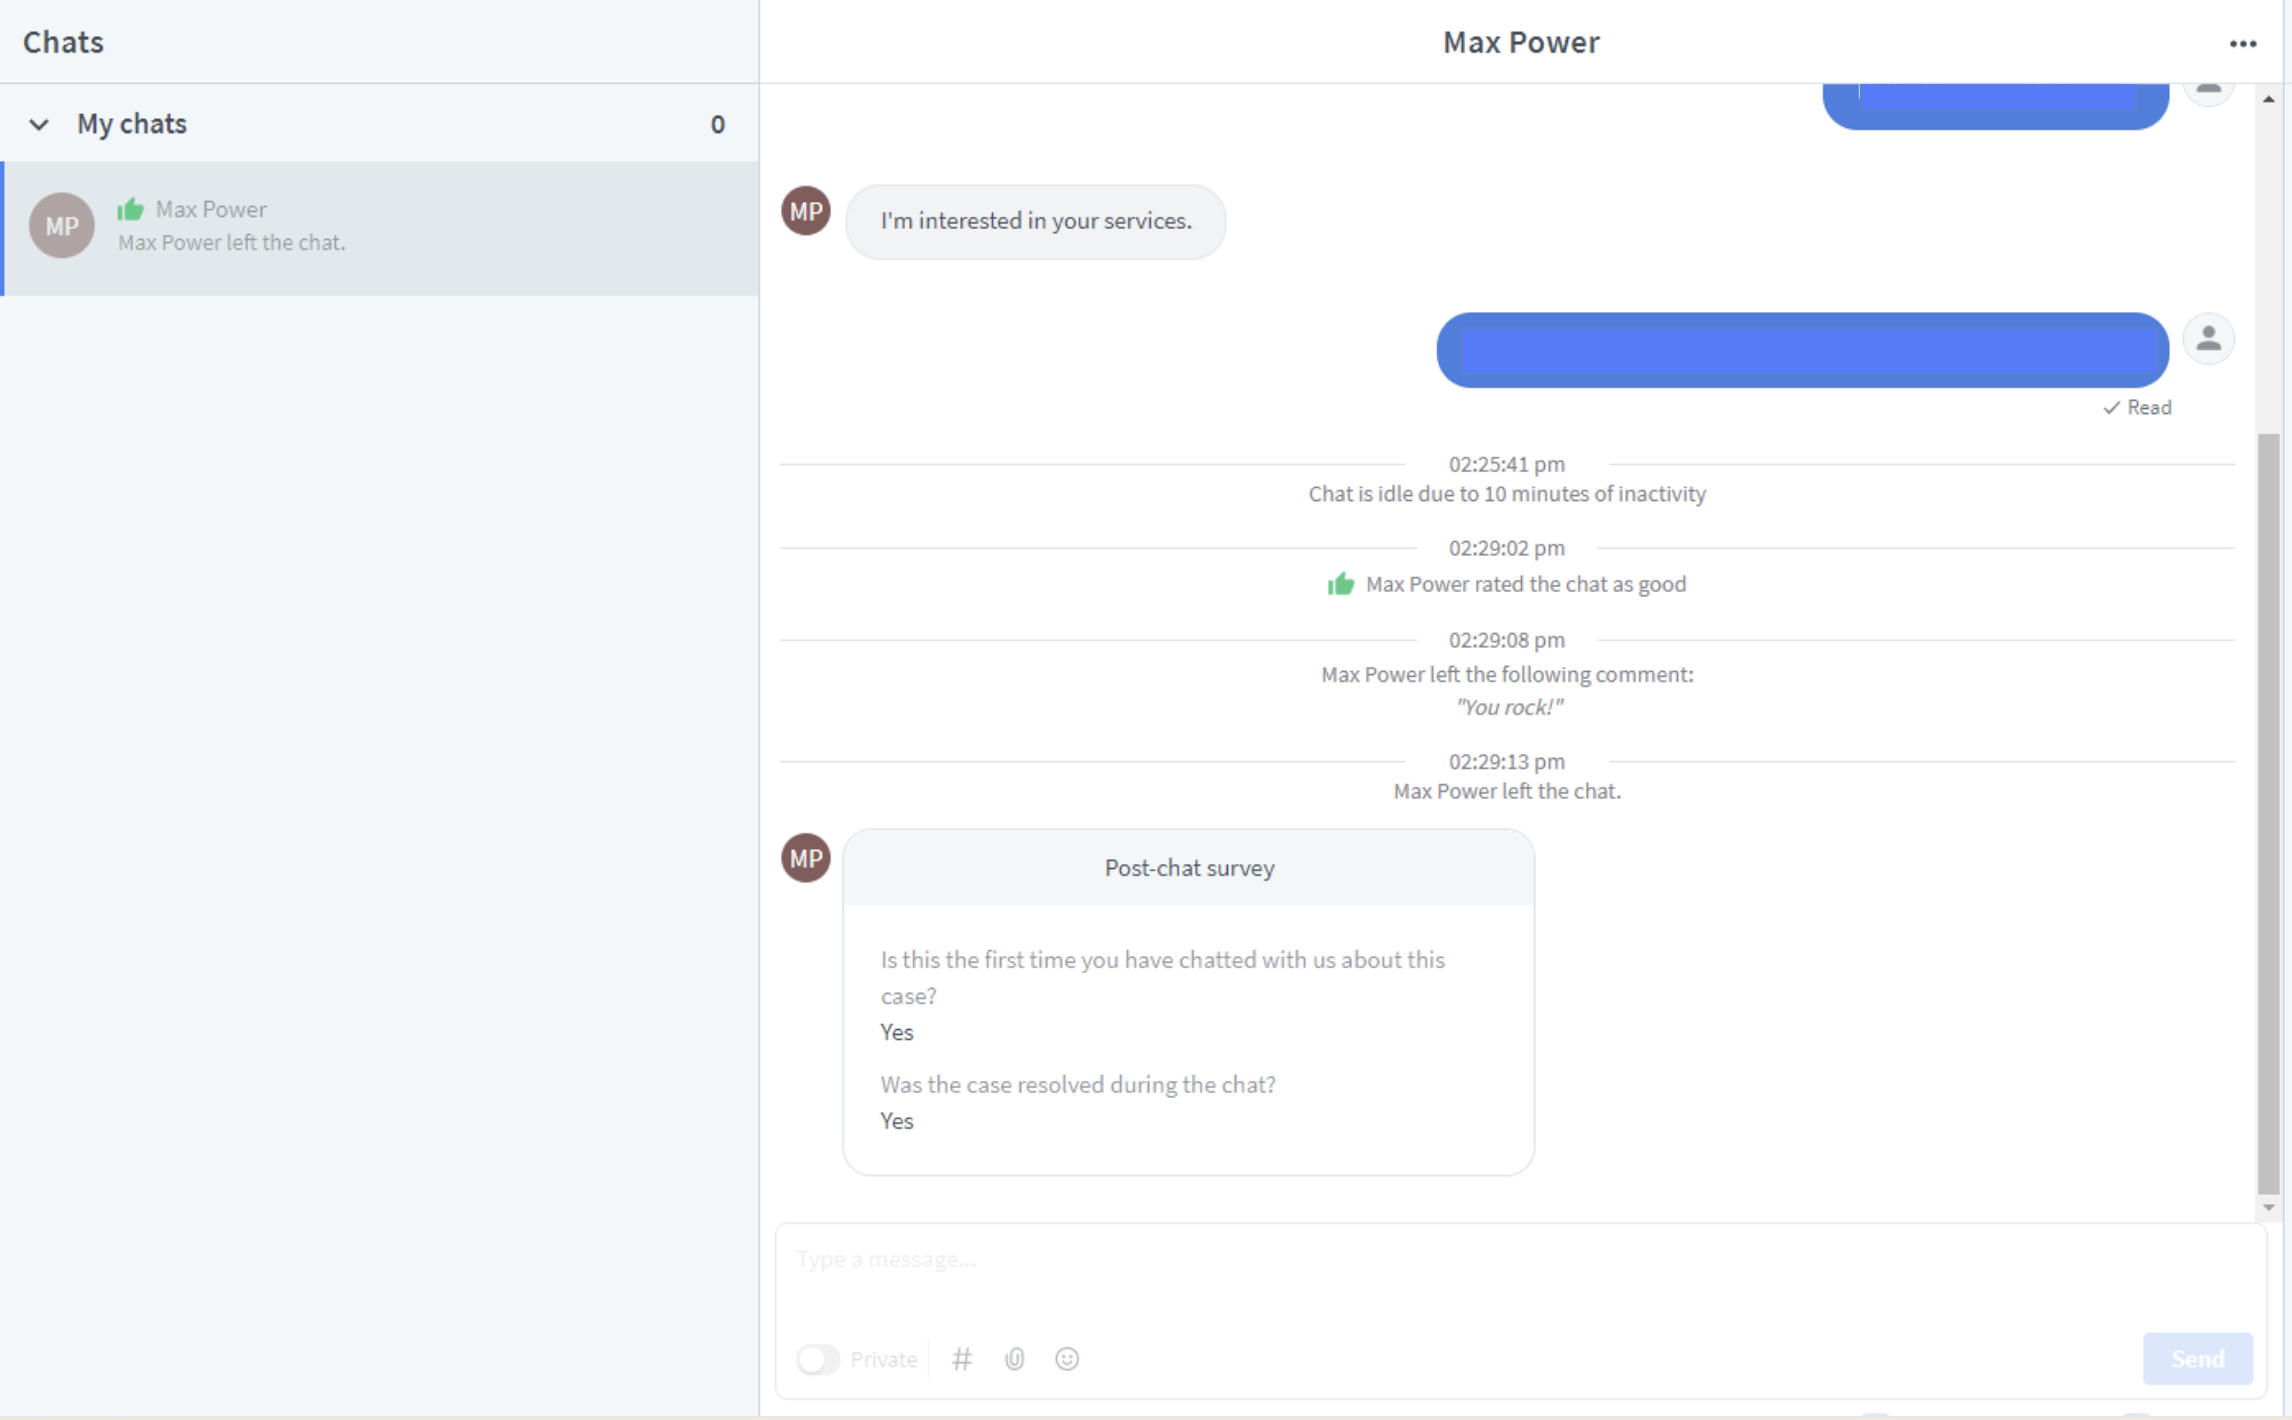 Chats
Max Power
My chats
0
MP
Max Power
Max Power left the chat.
MP
I'm interested in your services.
Read
02:25:41 pm
Chat is idle due to 10 minutes of inactivity
02:29:02 pm
Max Power rated the chat as good
02:29:08 pm
Max Power left the following comment:
"You rock!"
02:29:13 pm
Max Power left the chat.
MP
Post-chat survey
Is this the first time you have chatted with us about this
case?
Yes
Was the case resolved during the chat?
Yes
Type a message...
Private
#
Send